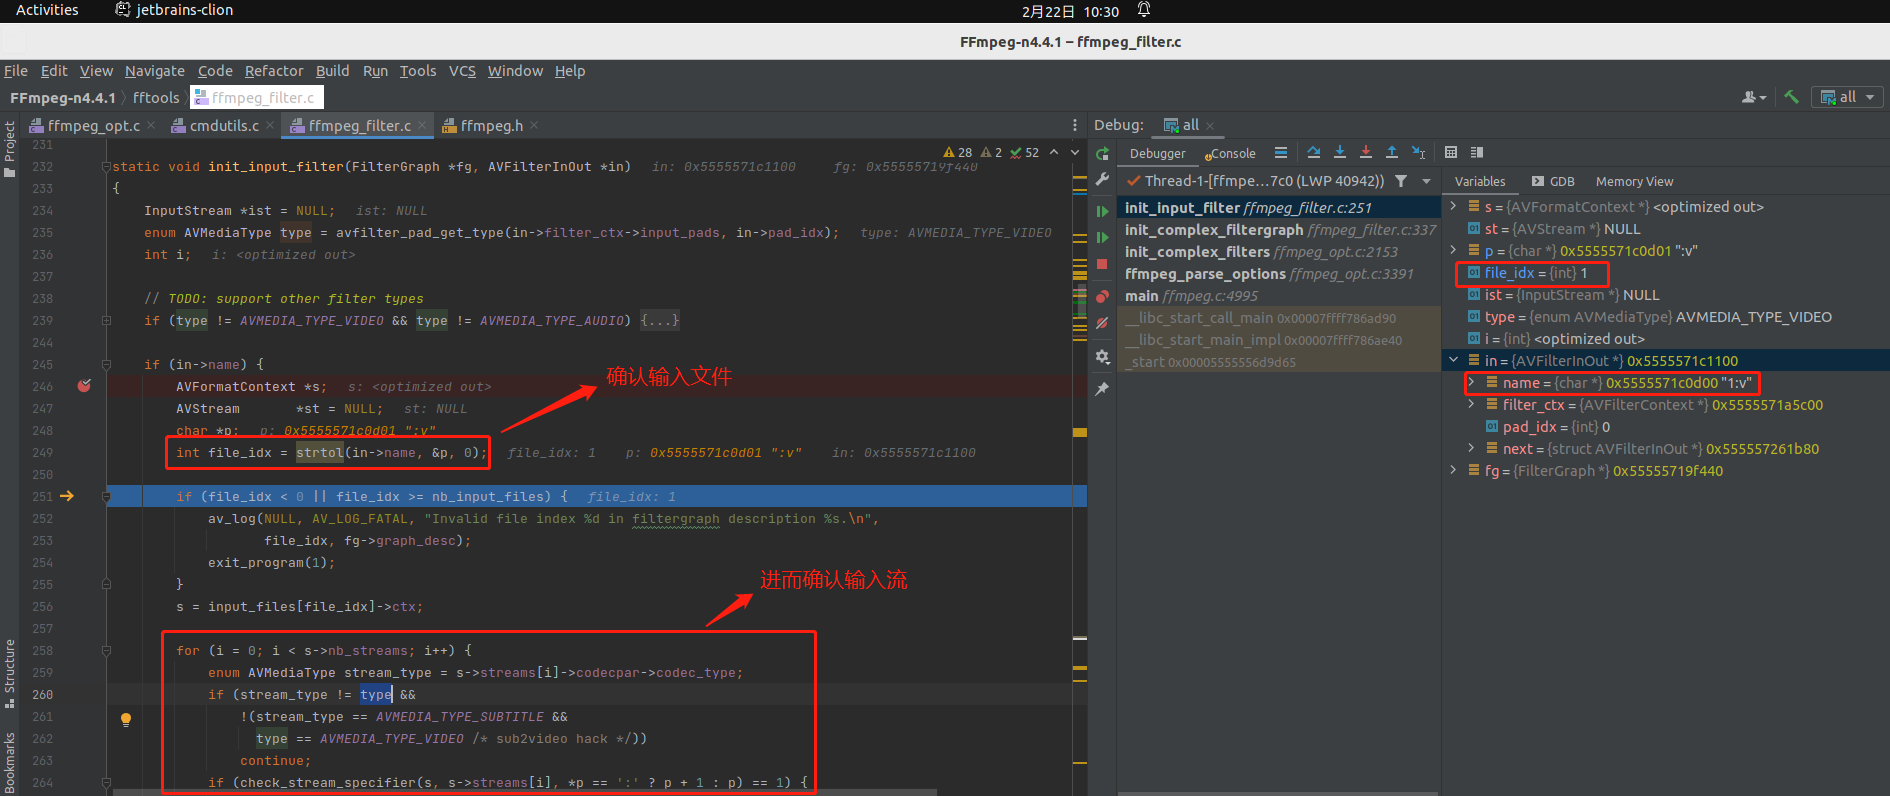 Activities jetbrains-clion 2月22日 10:30
FFmpeg-n4.4.1 – ffmpeg_filter.c
File Edit View Navigate Code Refactor Build Run Tools VCS Window Help
FFmpeg-n4.4.1 fftools ffmpeg_filter.c all
ffmpeg_opt.c cmdutils.c ffmpeg_filter.c ffmpeg.h
Project
Structure
Bookmarks
28 2 52
231
232 static void init_input_filter(FilterGraph *fg, AVFilterInOut *in) in: 0x5555571c1100 fg: 0x55555719f440
233 {
234 InputStream *ist = NULL; ist: NULL
235 enum AVMediaType type = avfilter_pad_get_type(in->filter_ctx->input_pads, in->pad_idx); type: AVMEDIA_TYPE_VIDEO
236 int i; i: <optimized out>
237
238 // TODO: support other filter types
239 if (type != AVMEDIA_TYPE_VIDEO && type != AVMEDIA_TYPE_AUDIO) {...}
245 if (in->name) {
246 AVFormatContext *s; s: <optimized out>
确认输入文件
247 AVStream *st = NULL; st: NULL
248 char *p; p: 0x5555571c0d01 ":v"
249 int file_idx = strtol(in->name, &p, 0); file_idx: 1 p: 0x5555571c0d01 ":v" in: 0x5555571c1100
250
251 if (file_idx < 0 || file_idx >= nb_input_files) { file_idx: 1
252 av_log(NULL, AV_LOG_FATAL, "Invalid file index %d in filtergraph description %s.\n",
253 file_idx, fg->graph_desc);
254 exit_program(1);
255 }
进而确认输入流
256 s = input_files[file_idx]->ctx;
257
258 for (i = 0; i < s->nb_streams; i++) {
259 enum AVMediaType stream_type = s->streams[i]->codecpar->codec_type;
260 if (stream_type != type &&
261 !(stream_type == AVMEDIA_TYPE_SUBTITLE &&
262 type == AVMEDIA_TYPE_VIDEO /* sub2video hack */))
263 continue;
264 if (check_stream_specifier(s, s->streams[i], *p == ':' ? p + 1 : p) == 1) {
Debug: all
Debugger Console
Thread-1-[ffmpe...7c0 (LWP 40942))
init_input_filter ffmpeg_filter.c:251
init_complex_filtergraph ffmpeg_filter.c:337
init_complex_filters ffmpeg_opt.c:2153
ffmpeg_parse_options ffmpeg_opt.c:3391
main ffmpeg.c:4995
__libc_start_call_main 0x00007ffff786ad90
__libc_start_main_impl 0x00007ffff786ae40
_start 0x00005555556d9d65
Variables GDB Memory View
s = {AVFormatContext *} <optimized out>
st = {AVStream *} NULL
p = {char *} 0x5555571c0d01 ":v"
file_idx = {int} 1
ist = {InputStream *} NULL
type = {enum AVMediaType} AVMEDIA_TYPE_VIDEO
i = {int} <optimized out>
in = {AVFilterInOut *} 0x5555571c1100
name = {char *} 0x5555571c0d00 "1:v"
filter_ctx = {AVFilterContext *} 0x5555571a5c00
pad_idx = {int} 0
next = {struct AVFilterInOut *} 0x555557261b80
fg = {FilterGraph *} 0x55555719f440